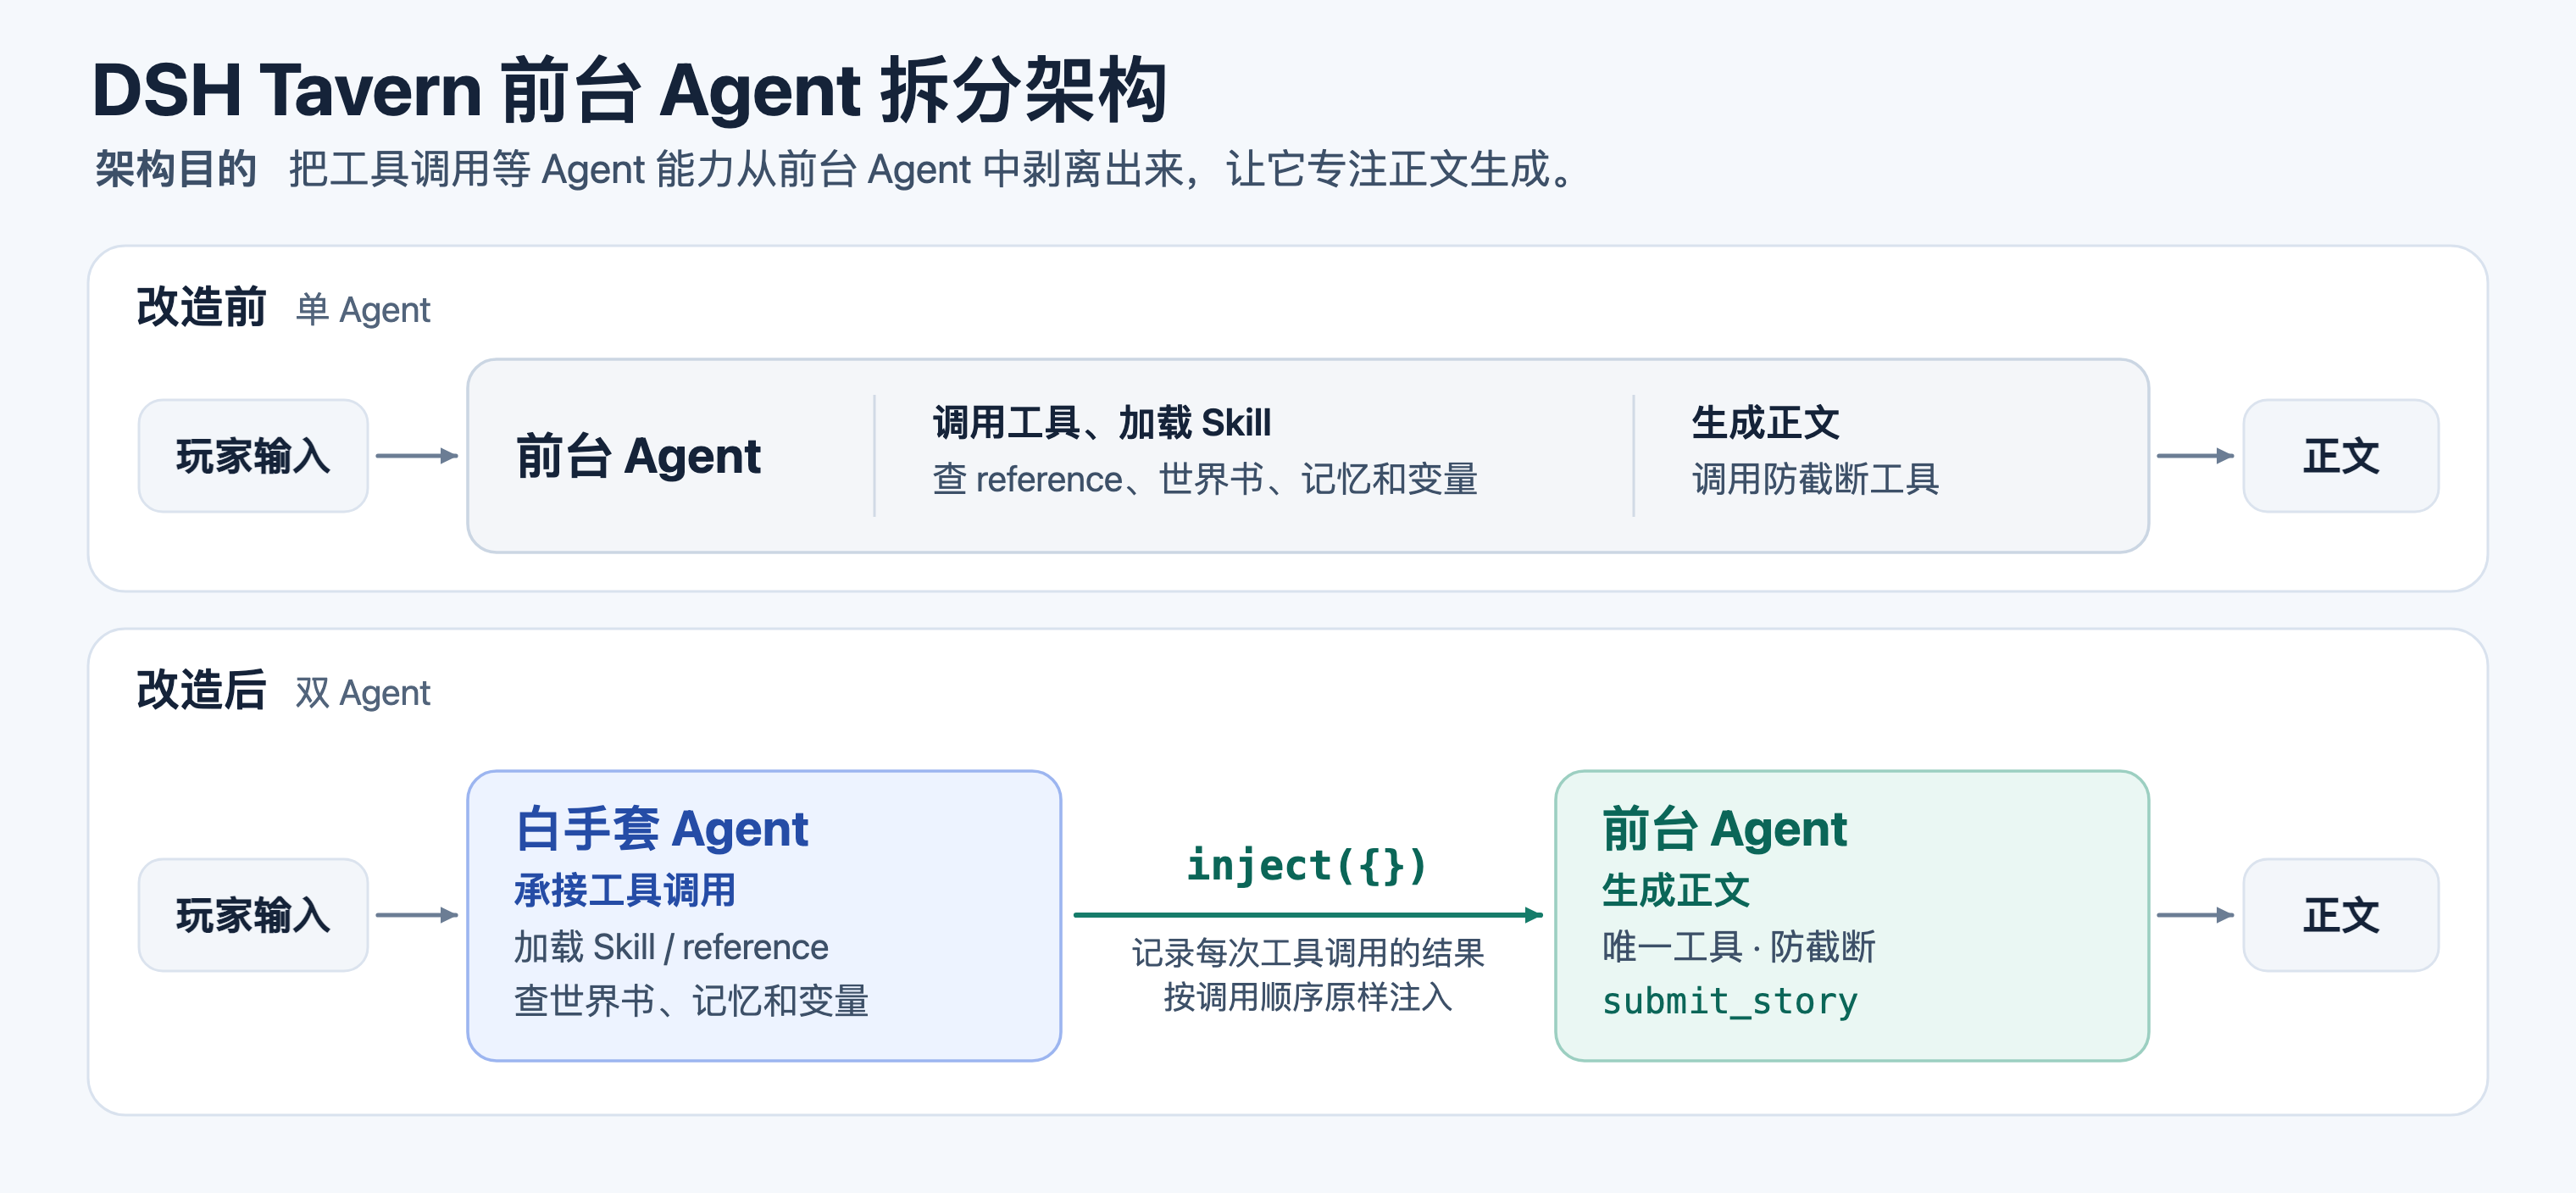 DSH Tavern 前台 Agent 拆分架构
架构目的 把工具调用等 Agent 能力从前台 Agent 中剥离出来，让它专注正文生成。
改造前 单 Agent
玩家输入
前台 Agent
调用工具、加载 Skill
查 reference、世界书、记忆和变量
生成正文
调用防截断工具
正文
改造后 双 Agent
玩家输入
白手套 Agent
承接工具调用
加载 Skill / reference
查世界书、记忆和变量
inject({})
记录每次工具调用的结果
按调用顺序原样注入
前台 Agent
生成正文
唯一工具 · 防截断
submit_story
正文